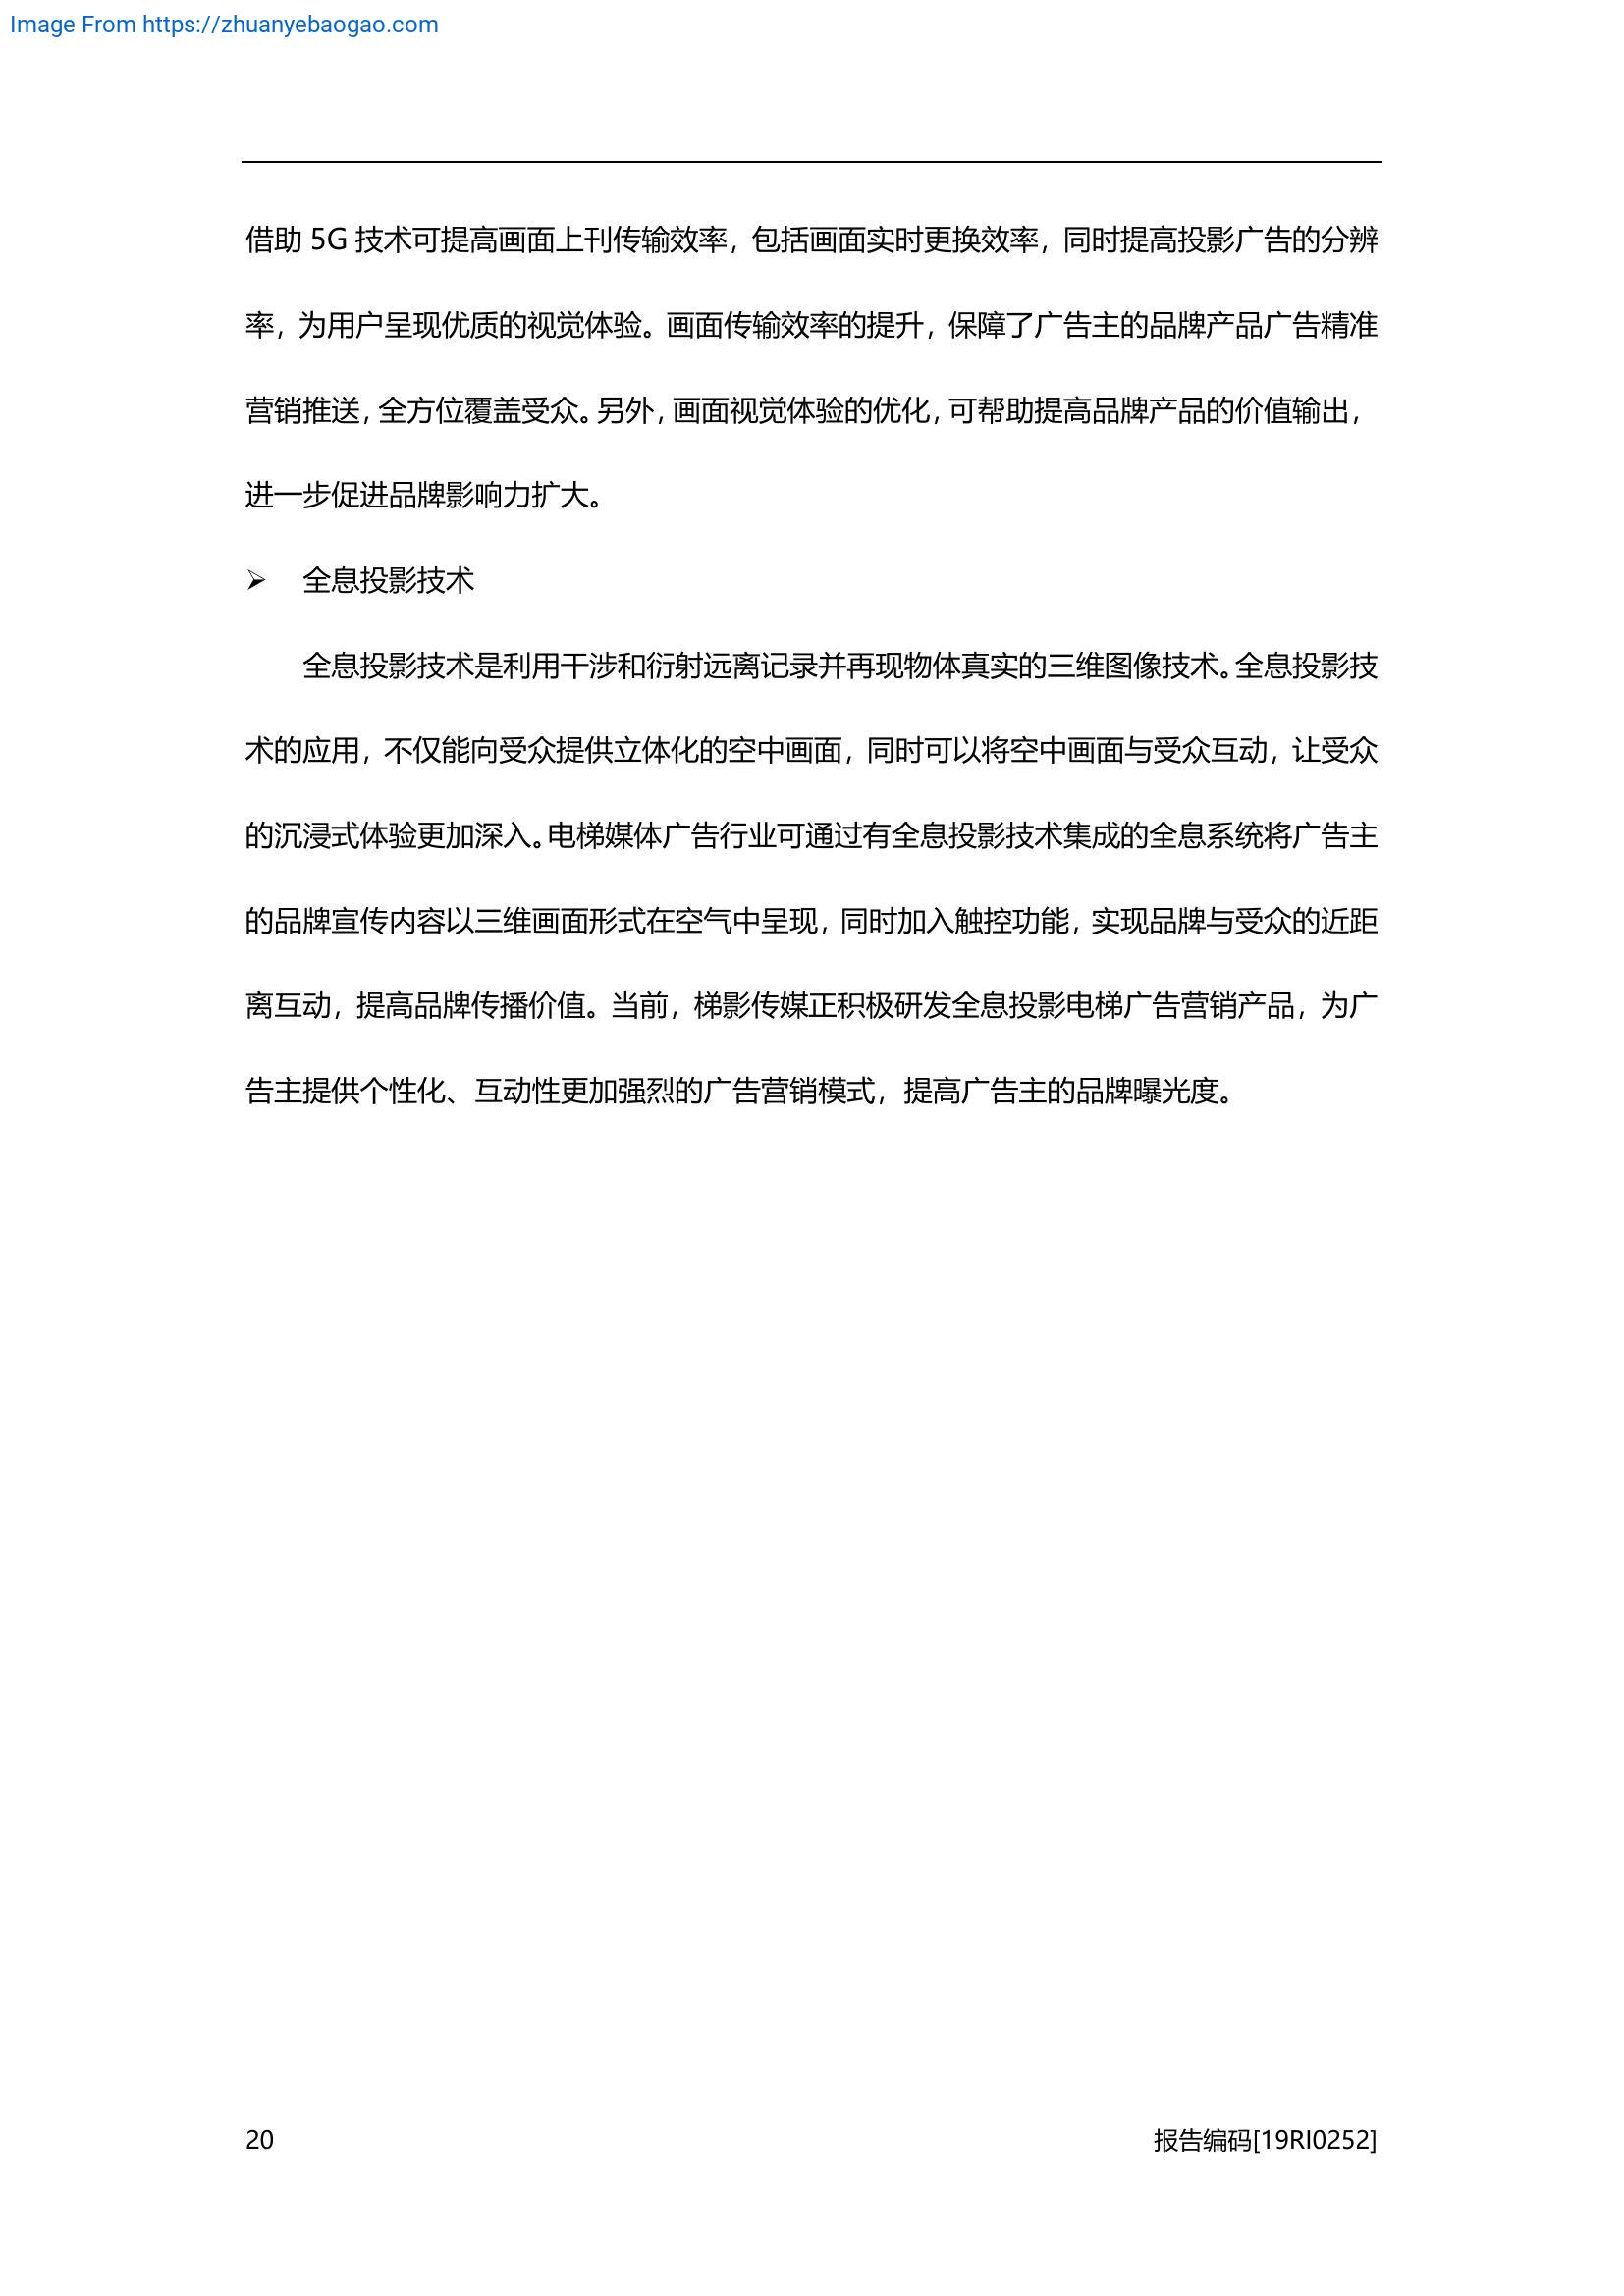 Image From https://zhuanyebaogao.com
借助 5G 技术可提高画面上刊传输效率，包括画面实时更换效率，同时提高投影广告的分辨
率，为用户呈现优质的视觉体验。画面传输效率的提升，保障了广告主的品牌产品广告精准
营销推送，全方位覆盖受众。另外，画面视觉体验的优化，可帮助提高品牌产品的价值输出，
进一步促进品牌影响力扩大。
➢ 全息投影技术
全息投影技术是利用干涉和衍射远离记录并再现物体真实的三维图像技术。全息投影技
术的应用，不仅能向受众提供立体化的空中画面，同时可以将空中画面与受众互动，让受众
的沉浸式体验更加深入。电梯媒体广告行业可通过有全息投影技术集成的全息系统将广告主
的品牌宣传内容以三维画面形式在空气中呈现，同时加入触控功能，实现品牌与受众的近距
离互动，提高品牌传播价值。当前，梯影传媒正积极研发全息投影电梯广告营销产品，为广
告主提供个性化、互动性更加强烈的广告营销模式，提高广告主的品牌曝光度。
20 报告编码[19RI0252]